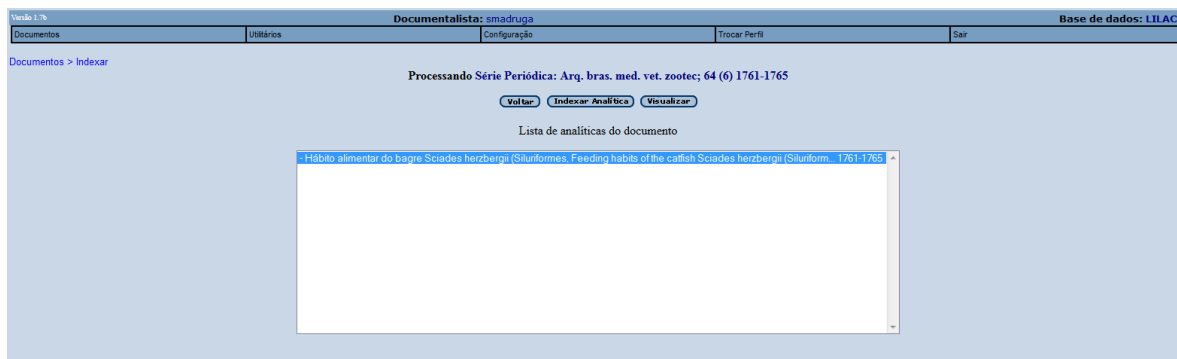 Versão 1.7b Documentalista: smadruga Base de dados: LILAC
Documentos Utilitários Configuração Trocar Perfil Sair
Documentos > Indexar
Processando Série Periódica: Arq. bras. med. vet. zootec; 64 (6) 1761-1765
Voltar Indexar Analítica Visualizar
Lista de analíticas do documento
- Hábito alimentar do bagre Sciades herzbergii (Siluriformes, Feeding habits of the catfish Sciades herzbergii (Siluriform... 1761-1765